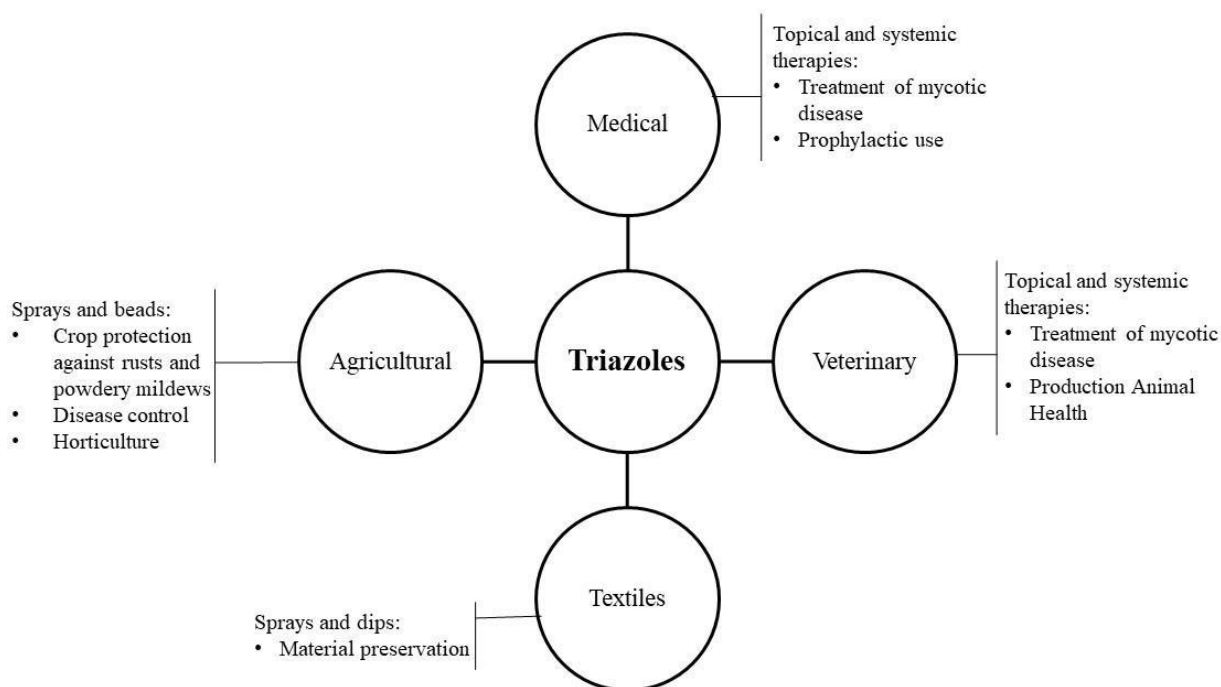 Topical and systemic
therapies:
• Treatment of mycotic
disease
• Prophylactic use
Medical
Sprays and beads:
• Crop protection
against rusts and
powdery mildews
• Disease control
• Horticulture
Agricultural
Triazoles
Veterinary
Topical and systemic
therapies:
• Treatment of mycotic
disease
• Production Animal
Health
Textiles
Sprays and dips:
• Material preservation